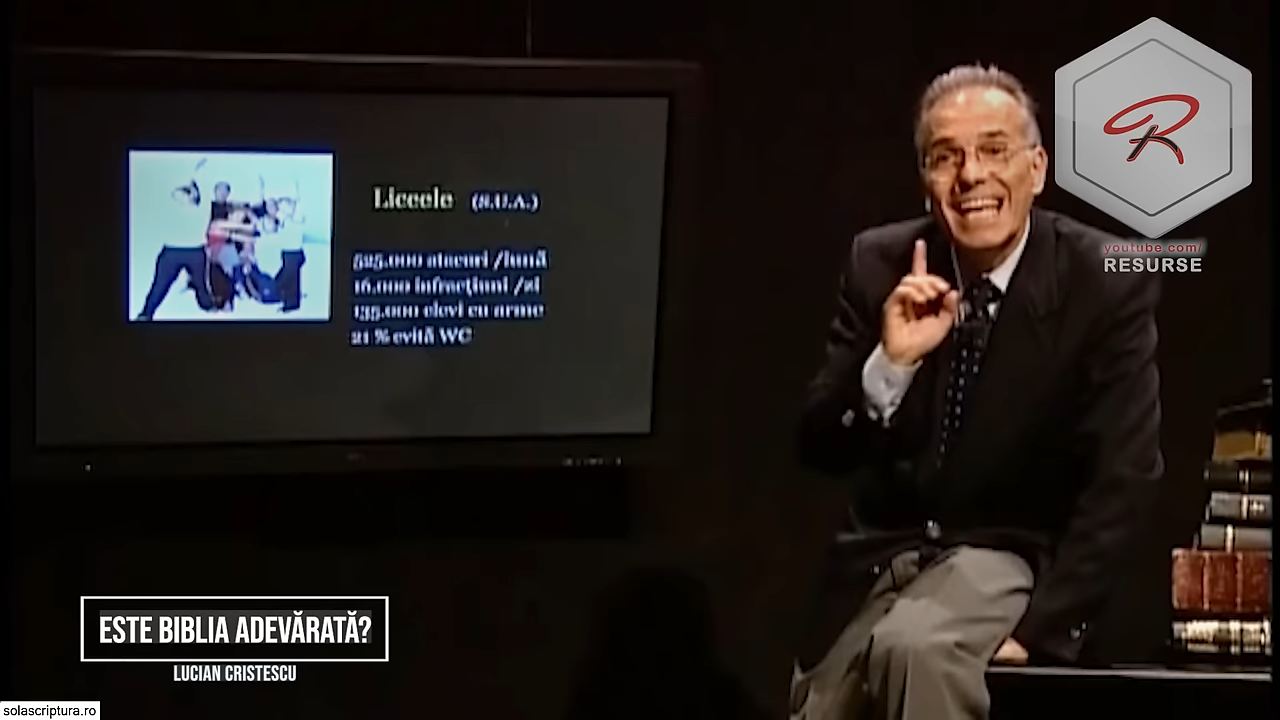 Liceele (S.U.A.)
525.000 atacuri /lună
16.000 infracţiuni /zi
135.000 elevi cu arme
21 % evită WC
R
youtube.com/
RESURSE
ESTE BIBLIA ADEVĂRATĂ?
LUCIAN CRISTESCU
solascriptura.ro